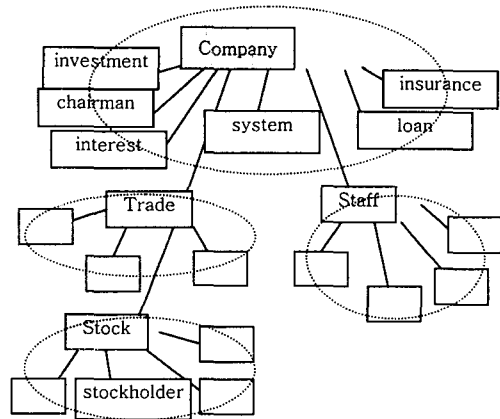 Company
investment
chairman
interest
system
insurance
loan
Trade
Staff
Stock
stockholder